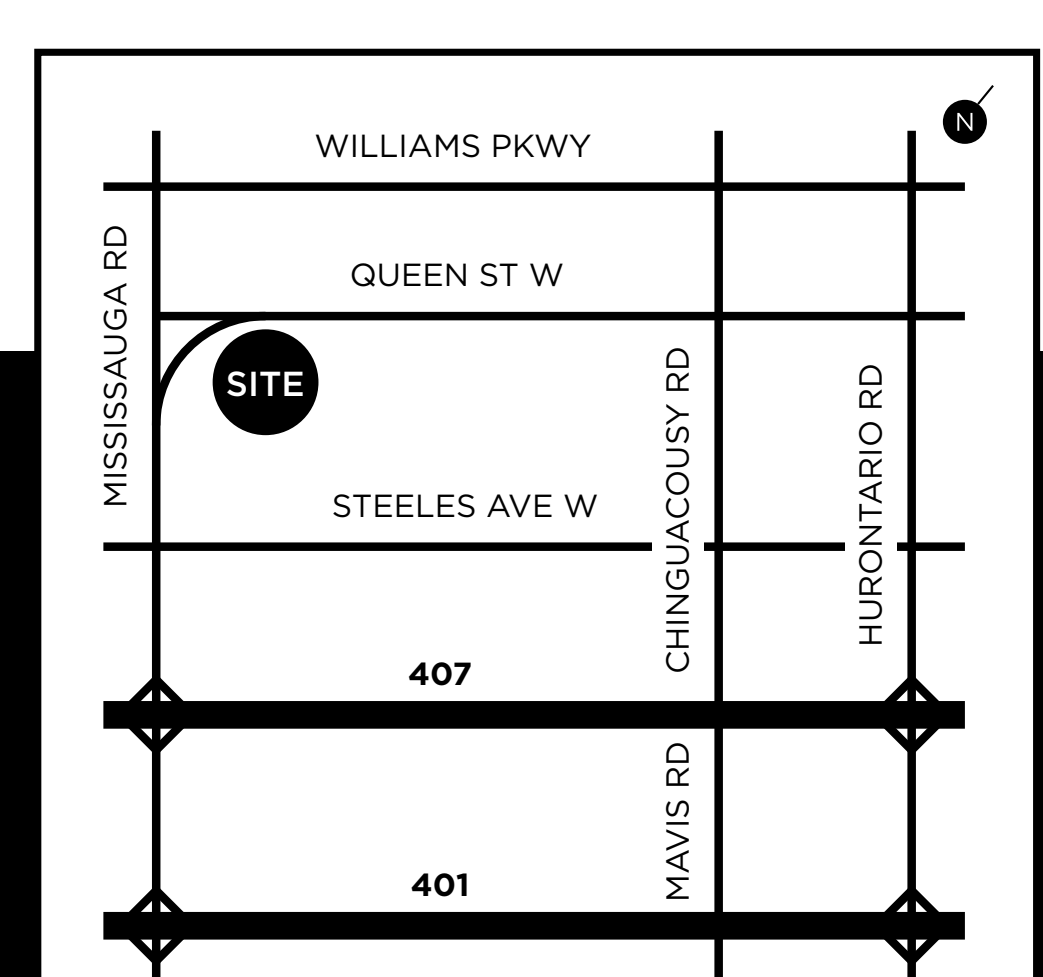 N
WILLIAMS PKWY
MISSISSAUGA RD
QUEEN ST W
SITE
CHINGUACOUSY RD
HURONTARIO RD
STEELES AVE W
407
MAVIS RD
401